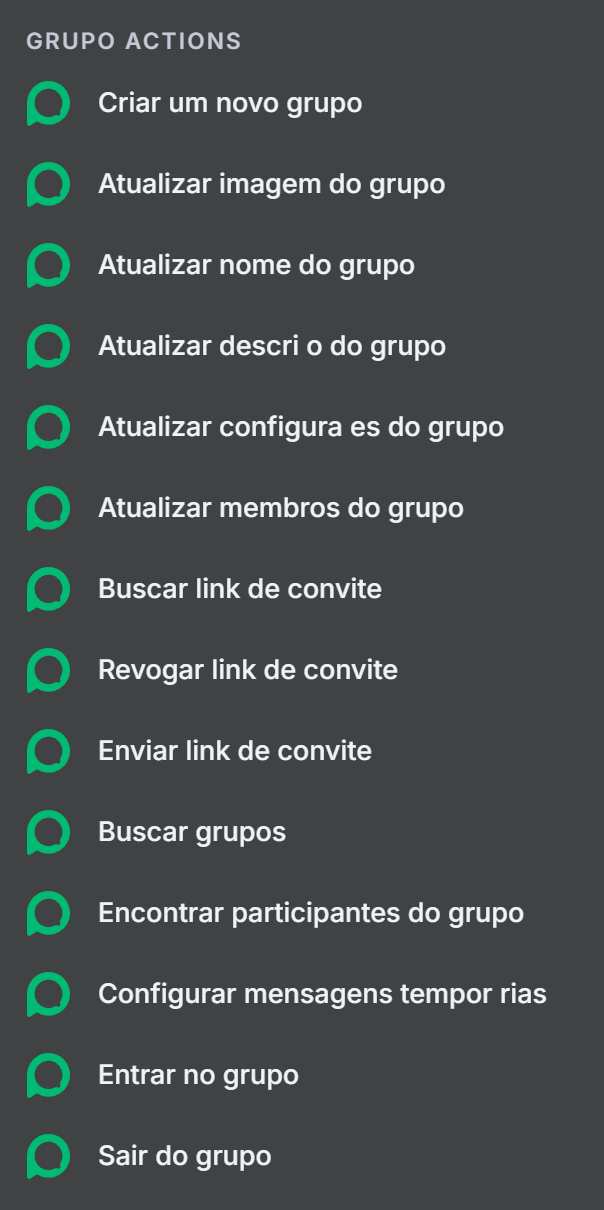 GRUPO ACTIONS
Criar um novo grupo
Atualizar imagem do grupo
Atualizar nome do grupo
Atualizar descri o do grupo
Atualizar configura es do grupo
Atualizar membros do grupo
Buscar link de convite
Revogar link de convite
Enviar link de convite
Buscar grupos
Encontrar participantes do grupo
Configurar mensagens tempor rias
Entrar no grupo
Sair do grupo